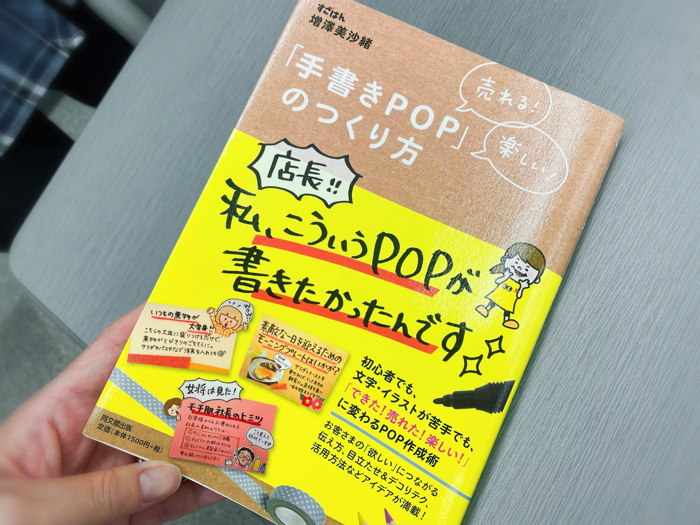 すごはん
増澤美沙緒
売れる!
楽しい!
「手書きPOP」
のつくり方
店長!!
私、こういうPOPが
書きたかったんです
いつもの煮物が
大変身!!
素敵な一日を迎えるための
モーニングプレートはいかが?
女将は見た!
モチ肌社長のヒミツ
初心者でも、
文字・イラストが苦手でも、
「できた!売れた!楽しい!」
に変わるPOP作成術
お客さまの「欲しい」につながる
伝え方、目立たせ&デコリテク、
活用方法などアイデアが満載!
同文舘出版
定価(本体1500円+税)